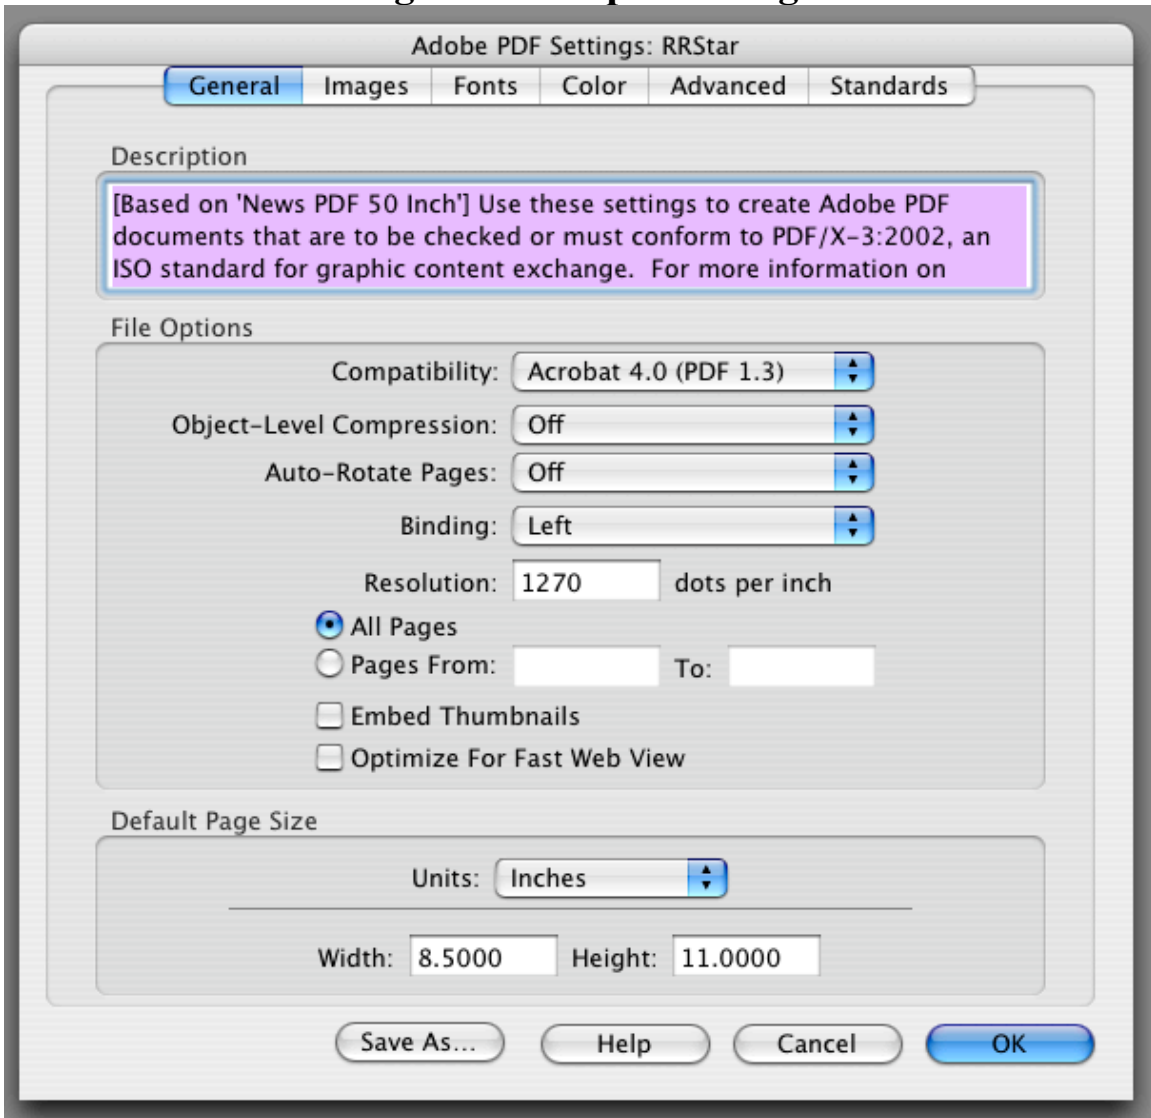 Adobe PDF Settings: RRStar
General Images Fonts Color Advanced Standards
Description
[Based on 'News PDF 50 Inch'] Use these settings to create Adobe PDF
documents that are to be checked or must conform to PDF/X-3:2002, an
ISO standard for graphic content exchange.  For more information on
File Options
Compatibility: Acrobat 4.0 (PDF 1.3)
Object-Level Compression: Off
Auto-Rotate Pages: Off
Binding: Left
Resolution: 1270 dots per inch
All Pages
Pages From: To:
Embed Thumbnails
Optimize For Fast Web View
Default Page Size
Units: Inches
Width: 8.5000 Height: 11.0000
Save As... Help Cancel OK